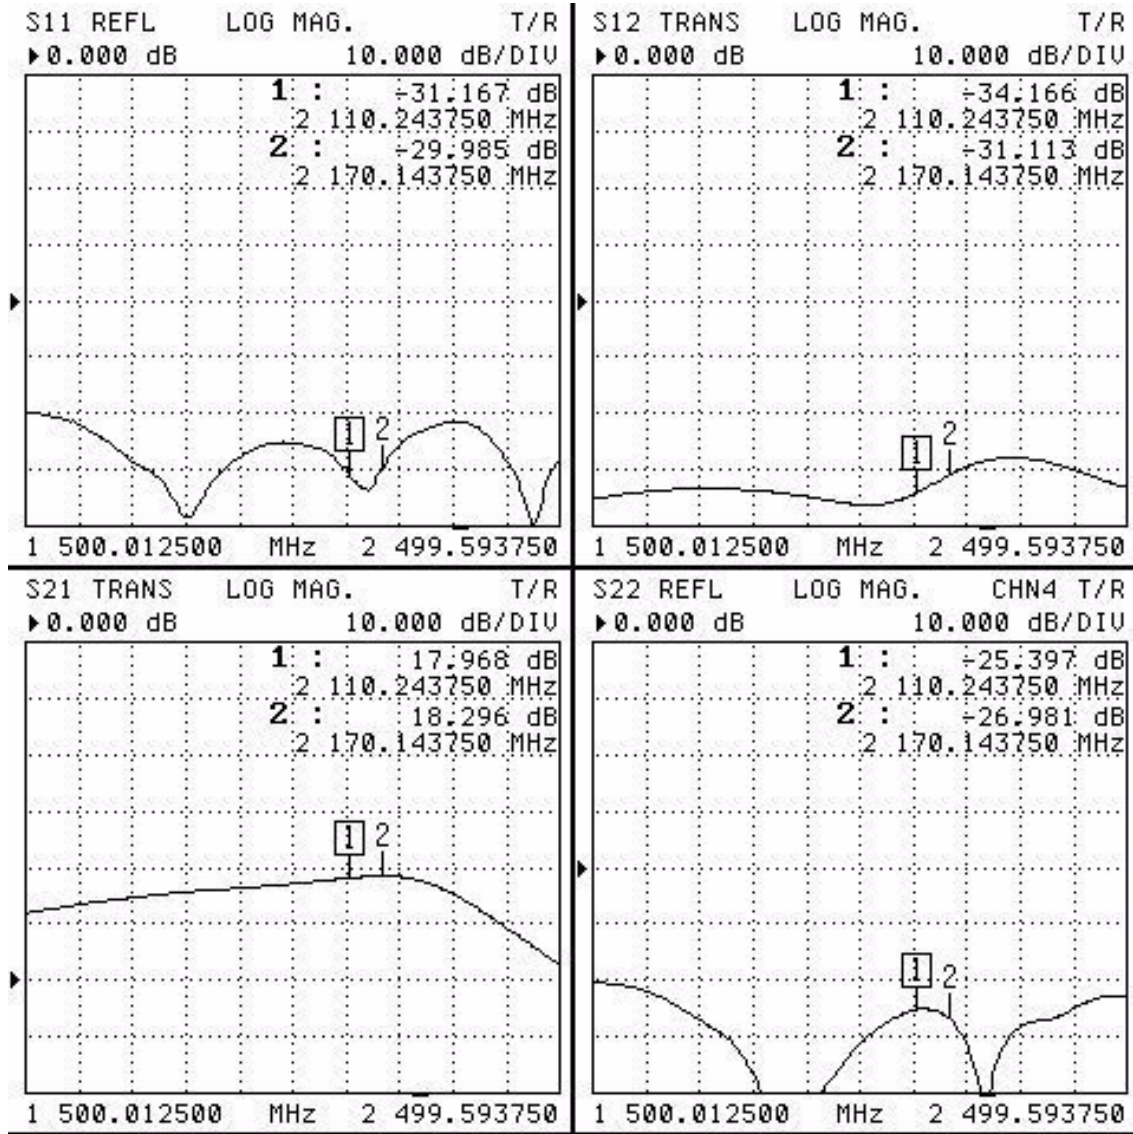 S11 REFL LOG MAG. T/R
▶0.000 dB 10.000 dB/DIV
1 : -31.167 dB
2 110.243750 MHz
2 : -29.985 dB
2 170.143750 MHz
1
2
1 500.012500 MHz 2 499.593750
S12 TRANS LOG MAG. T/R
▶0.000 dB 10.000 dB/DIV
1 : -34.166 dB
2 110.243750 MHz
2 : -31.113 dB
2 170.143750 MHz
1
2
1 500.012500 MHz 2 499.593750
S21 TRANS LOG MAG. T/R
▶0.000 dB 10.000 dB/DIV
1 : 17.968 dB
2 110.243750 MHz
2 : 18.296 dB
2 170.143750 MHz
1
2
1 500.012500 MHz 2 499.593750
S22 REFL LOG MAG. CHN4 T/R
▶0.000 dB 10.000 dB/DIV
1 : -25.397 dB
2 110.243750 MHz
2 : -26.981 dB
2 170.143750 MHz
1
2
1 500.012500 MHz 2 499.593750